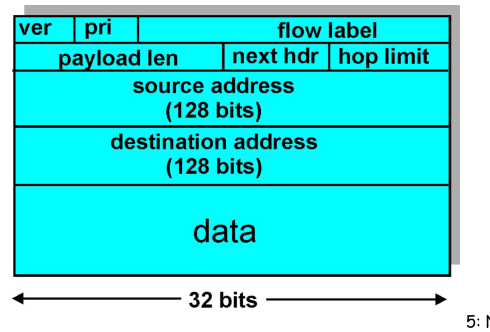 ver pri flow label
payload len next hdr hop limit
source address
(128 bits)
destination address
(128 bits)
data
32 bits
5: